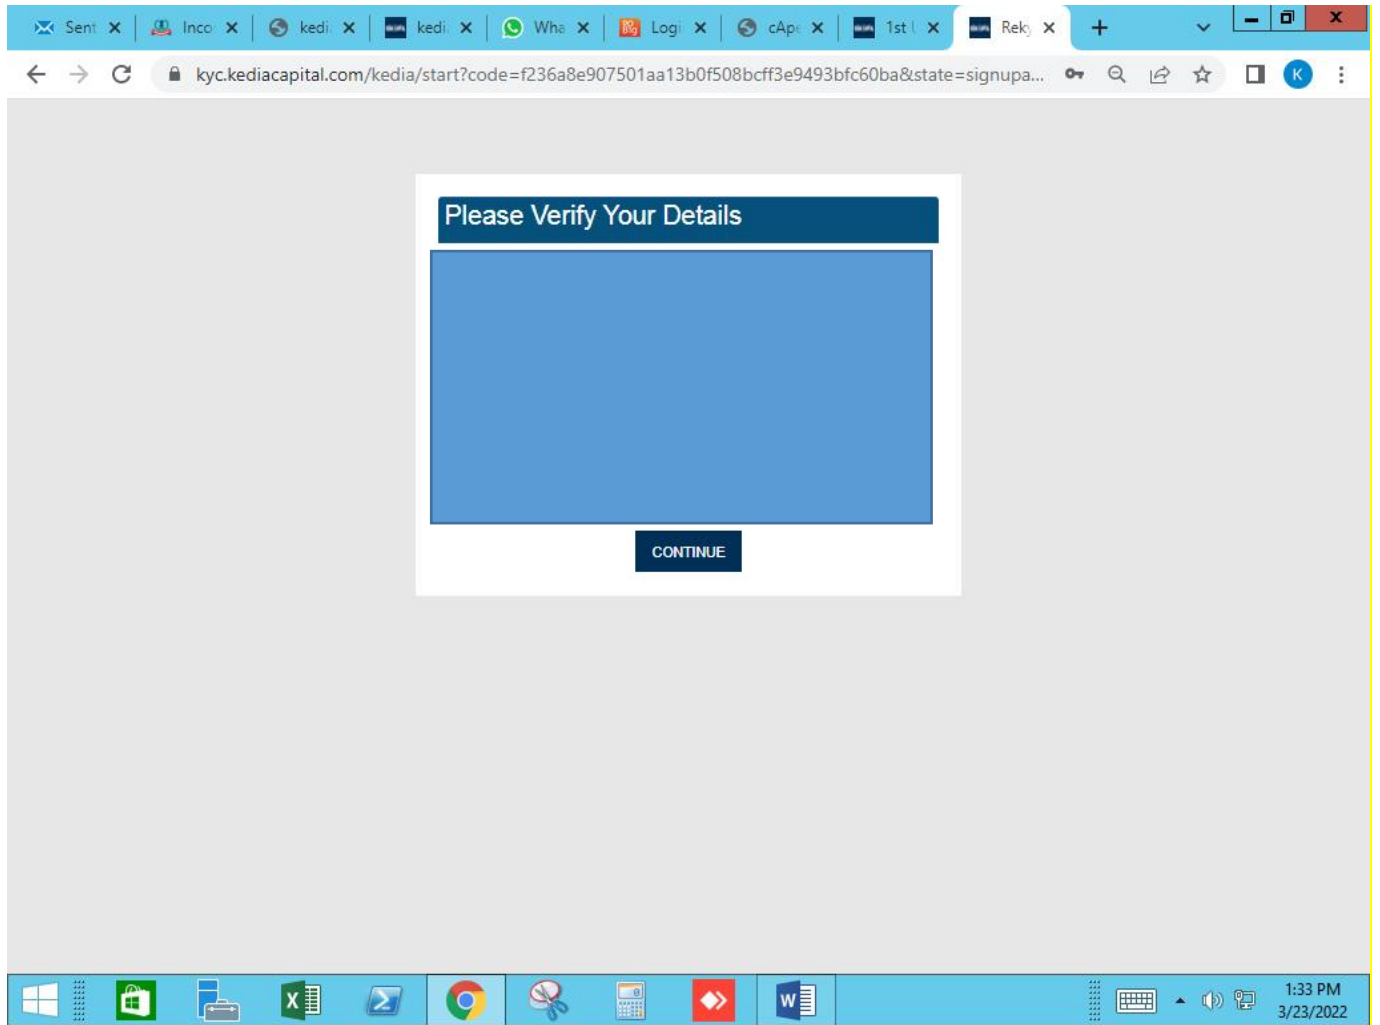 Sent Inco kedi. kedi. Wha Logi cAp 1st Reky
kyc.kediacapital.com/kedia/start?code=f236a8e907501aa13b0f508bcff3e9493bfc60ba&state=signupa... K
Please Verify Your Details
CONTINUE
1:33 PM
3/23/2022